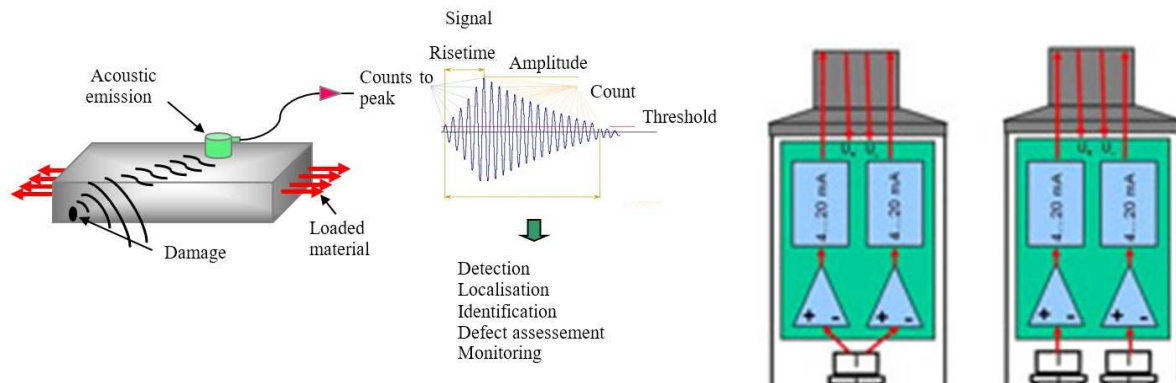 Signal
Risetime
Amplitude
Acoustic
emission
Counts to
peak
Count
Threshold
Loaded
material
Damage
Detection
Localisation
Identification
Defect assessement
Monitoring
4...20 mA
4...20 mA
+ -
+ -
4...20 mA
4...20 mA
+ -
+ -